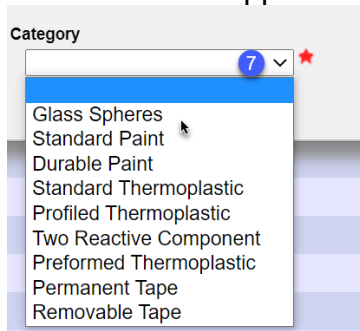 Category
7
Glass Spheres
Standard Paint
Durable Paint
Standard Thermoplastic
Profiled Thermoplastic
Two Reactive Component
Preformed Thermoplastic
Permanent Tape
Removable Tape